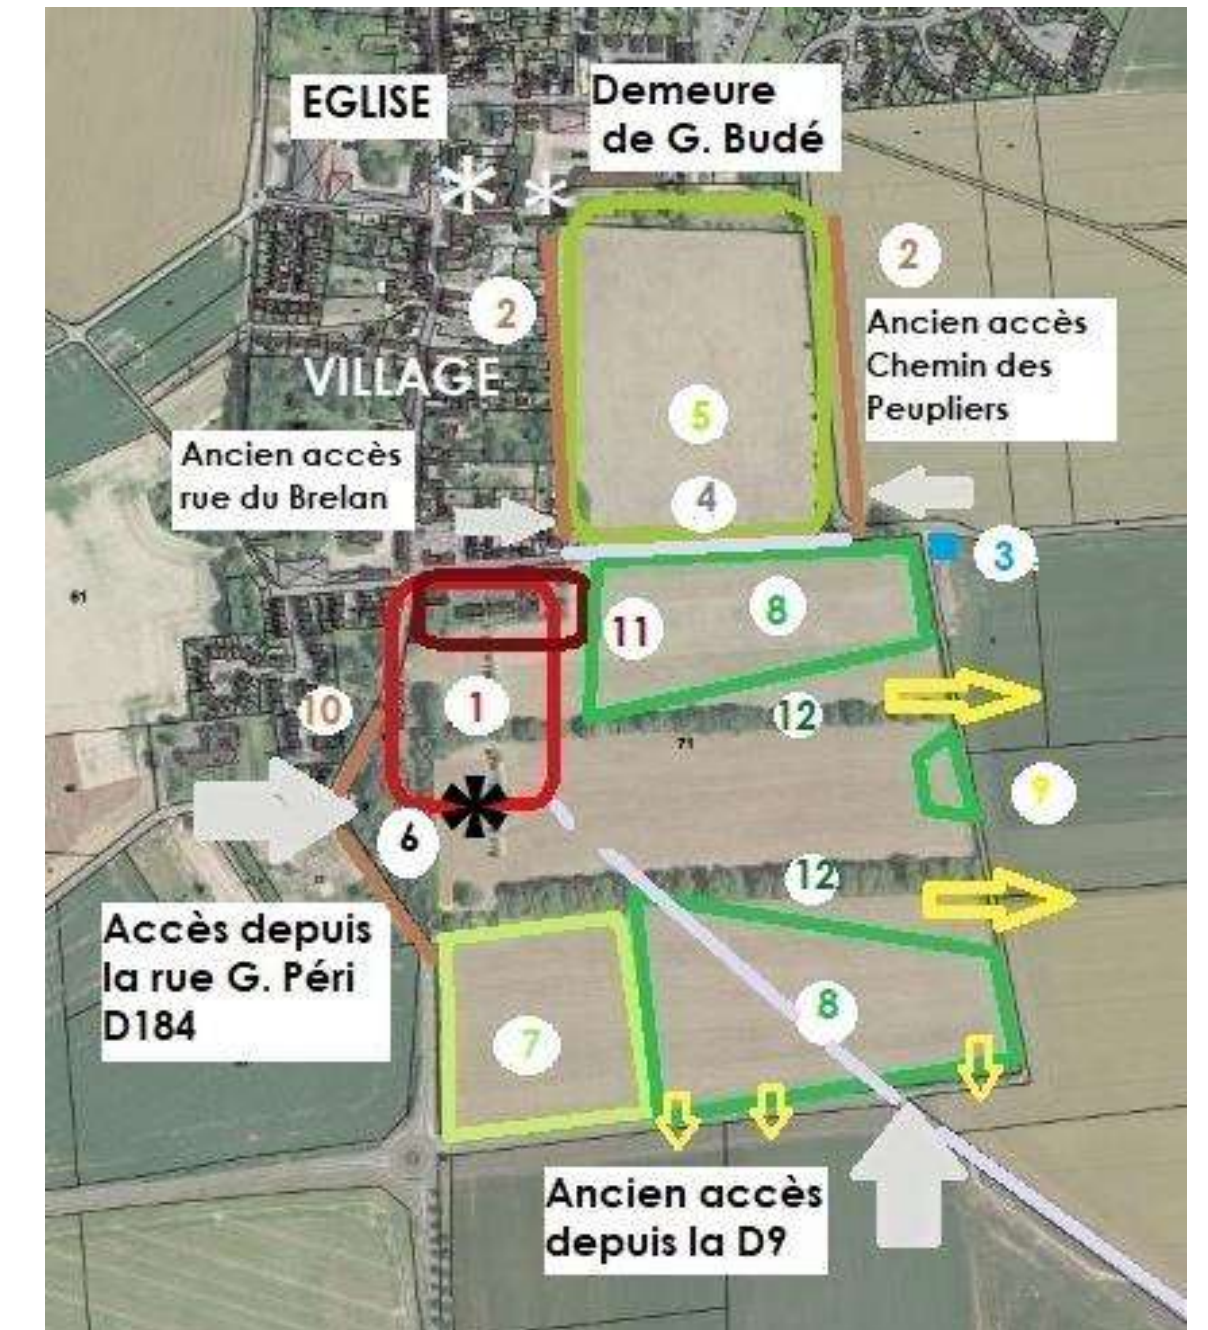 EGLISE
Demeure
de G. Budé
2
2
Ancien accès
Chemin des
Peupliers
VILLAGE
5
Ancien accès
rue du Brelan
4
3
61
8
11
1
10
12
71
9
6
12
Accès depuis
la rue G. Péri
D184
8
7
Ancien accès
depuis la D9